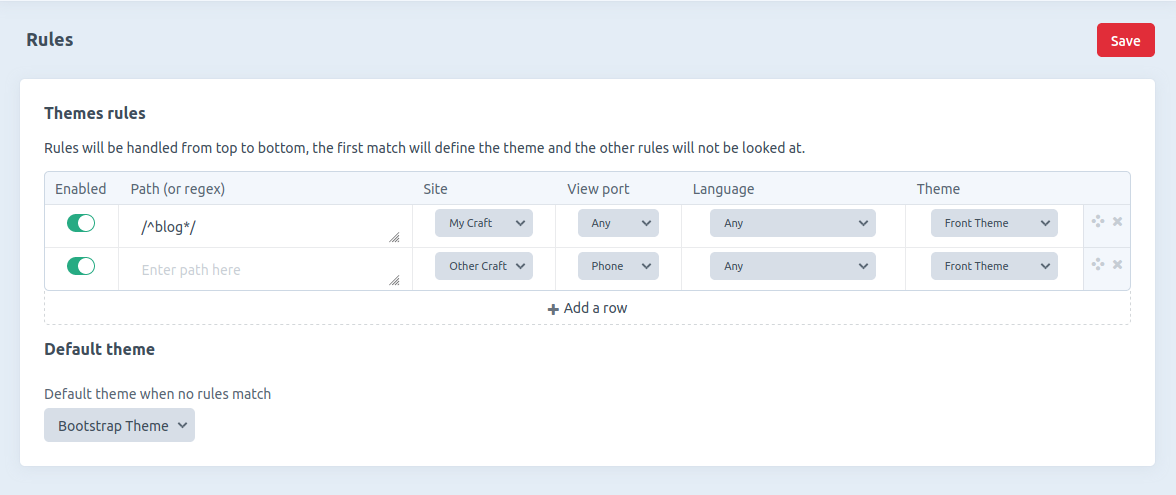 Rules
Save
Themes rules
Rules will be handled from top to bottom, the first match will define the theme and the other rules will not be looked at.
Enabled Path (or regex) Site View port Language Theme
/^blog*/ My Craft Any Any Front Theme
Enter path here Other Craft Phone Any Front Theme
Add a row
Default theme
Default theme when no rules match
Bootstrap Theme